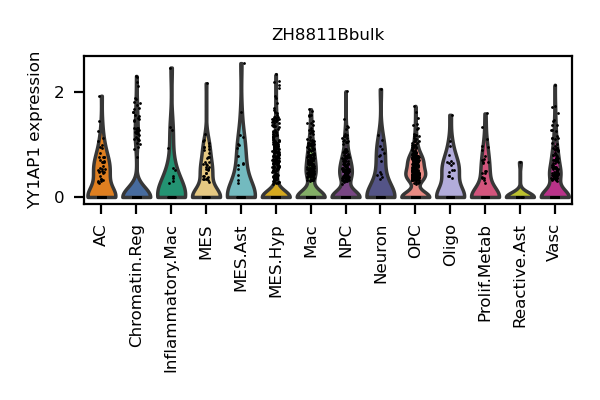 ZH8811Bbulk
YY1AP1 expression
2
0
AC
Chromatin.Reg
Inflammatory.Mac
MES
MES.Ast
MES.Hyp
Mac
NPC
Neuron
OPC
Oligo
Prolif.Metab
Reactive.Ast
Vasc